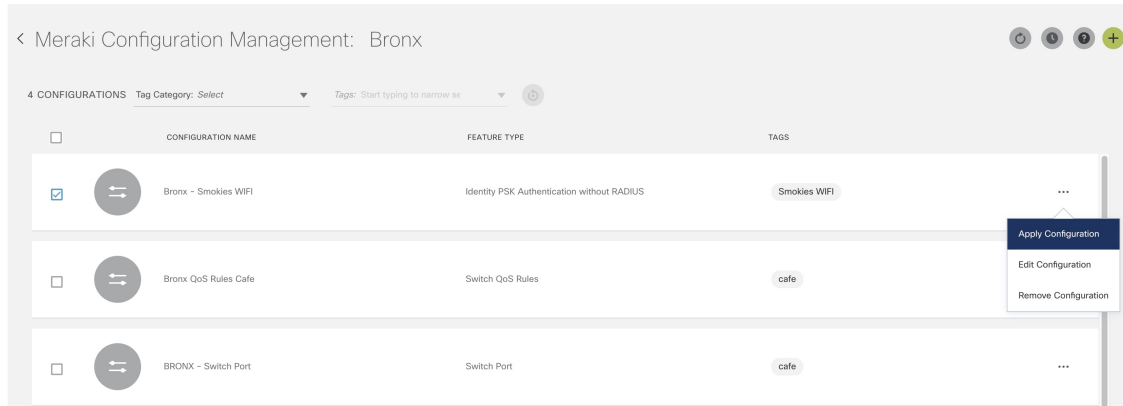 Meraki Configuration Management: Bronx
4 CONFIGURATIONS Tag Category: Select Tags: Start typing to narrow se
CONFIGURATION NAME FEATURE TYPE TAGS
Bronx - Smokies WIFI Identity PSK Authentication without RADIUS Smokies WIFI
Apply Configuration
Edit Configuration
Remove Configuration
Bronx QoS Rules Cafe Switch QoS Rules cafe
BRONX - Switch Port Switch Port cafe